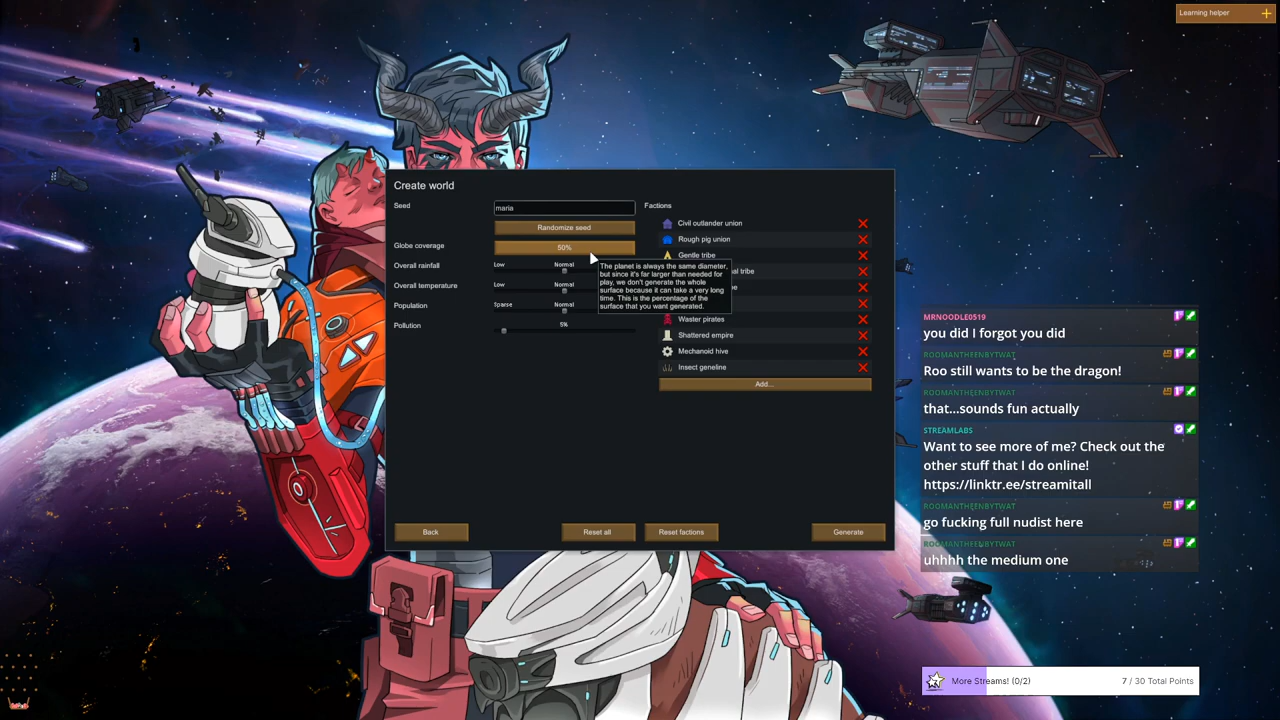 Learning helper
Create world
Seed
maria
Randomize seed
Globe coverage
50%
Overall rainfall
Low
Normal
Overall temperature
Low
Normal
Population
Sparse
Normal
Pollution
5%
The planet is always the same diameter,
but since it's far larger than needed for
play, we don't generate the whole
surface because it can take a very long
time. This is the percentage of the
surface that you want generated.
Factions
Civil outlander union
Rough pig union
Gentle tribe
al tribe
Waster pirates
Shattered empire
Mechanoid hive
Insect geneline
Add...
Back
Reset all
Reset factions
Generate
MRNOODLE0519
you did I forgot you did
ROOMANTHEENBYTWAT
Roo still wants to be the dragon!
ROOMANTHEENBYTWAT
that...sounds fun actually
STREAMLABS
Want to see more of me? Check out the
other stuff that I do online!
https://linktr.ee/streamitall
ROOMANTHEENBYTWAT
go fucking full nudist here
ROOMANTHEENBYTWAT
uhhhh the medium one
More Streams! (0/2)
7 / 30 Total Points